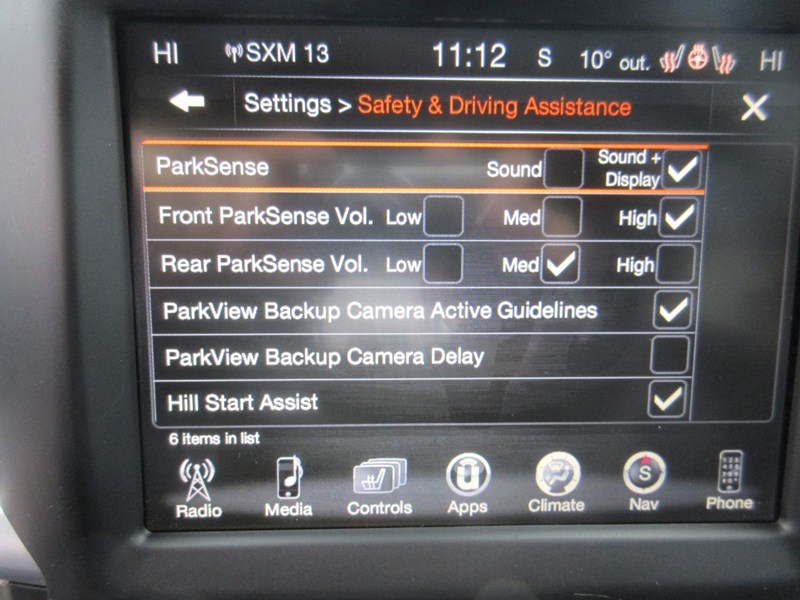 HI SXM 13 11:12 S 10° out. HI
Settings > Safety & Driving Assistance
ParkSense Sound Sound + Display
Front ParkSense Vol. Low Med High
Rear ParkSense Vol. Low Med High
ParkView Backup Camera Active Guidelines
ParkView Backup Camera Delay
Hill Start Assist
6 items in list
S
Radio Media Controls Apps Climate Nav Phone